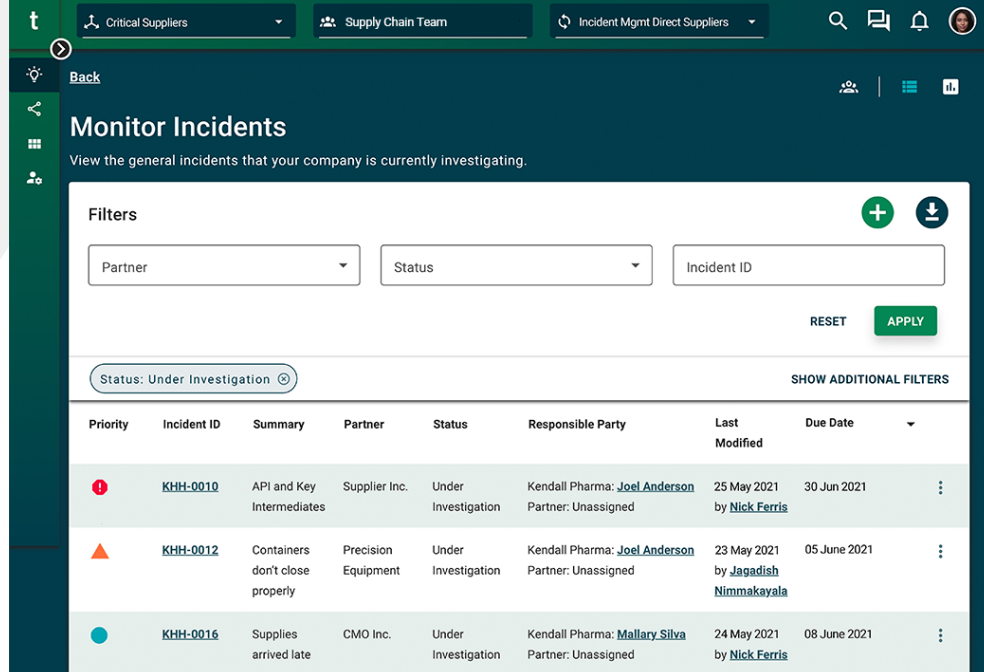 t
Critical Suppliers
Supply Chain Team
Incident Mgmt Direct Suppliers
Back
Monitor Incidents
View the general incidents that your company is currently investigating.
Filters
Partner
Status
Incident ID
RESET
APPLY
Status: Under Investigation
SHOW ADDITIONAL FILTERS
Priority
Incident ID
Summary
Partner
Status
Responsible Party
Last
Modified
Due Date
KHH-0010
API and Key
Intermediates
Supplier Inc.
Under
Investigation
Kendall Pharma: Joel Anderson
Partner: Unassigned
25 May 2021
by Nick Ferris
30 Jun 2021
KHH-0012
Containers
don't close
properly
Precision
Equipment
Under
Investigation
Kendall Pharma: Joel Anderson
Partner: Unassigned
23 May 2021
by Jagadish
Nimmakayala
05 June 2021
KHH-0016
Supplies
arrived late
CMO Inc.
Under
Investigation
Kendall Pharma: Mallary Silva
Partner: Unassigned
24 May 2021
by Nick Ferris
08 June 2021